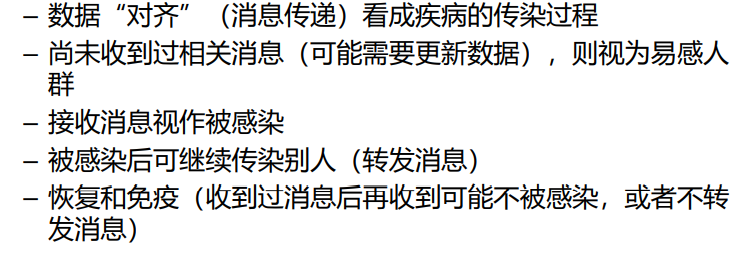 – 数据“对齐”（消息传递）看成疾病的传染过程
– 尚未收到过相关消息（可能需要更新数据），则视为易感人
群
– 接收消息视作被感染
– 被感染后可继续传染别人（转发消息）
– 恢复和免疫（收到过消息后再收到可能不被感染，或者不转
发消息）